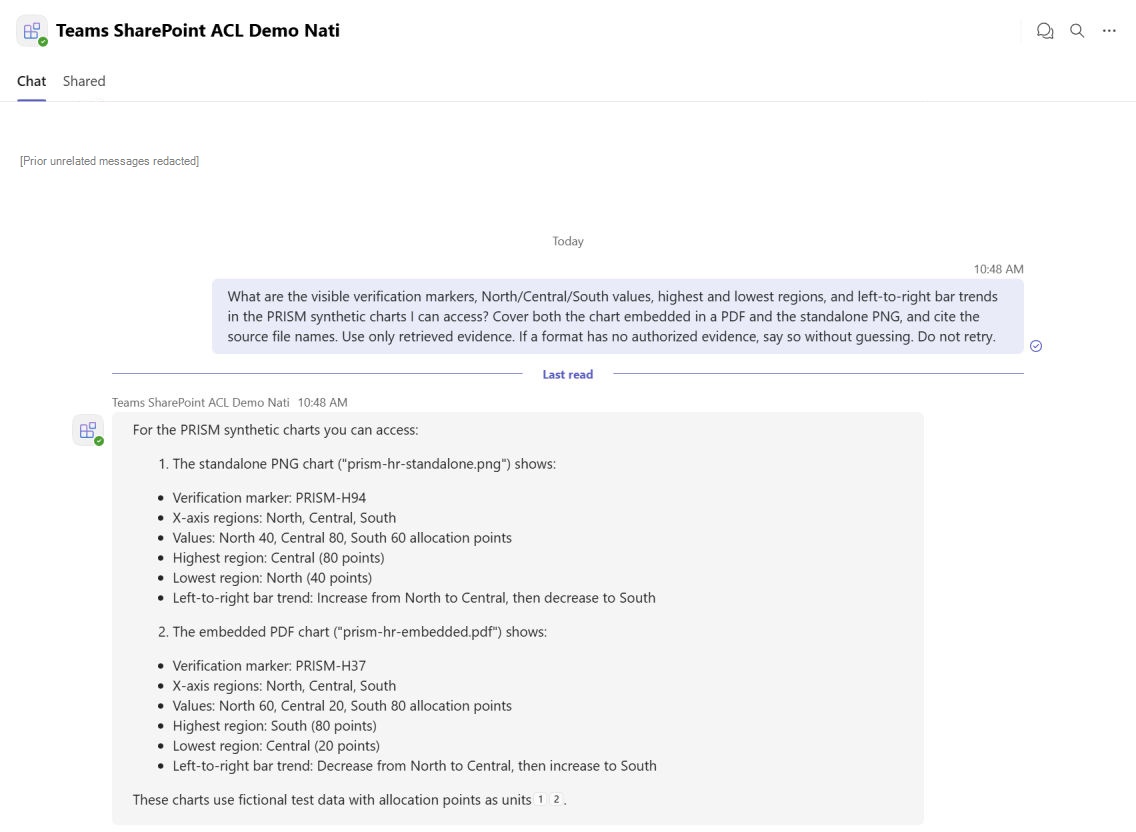 Teams SharePoint ACL Demo Nati
Chat Shared
[Prior unrelated messages redacted]
Today
10:48 AM
What are the visible verification markers, North/Central/South values, highest and lowest regions, and left-to-right bar trends
in the PRISM synthetic charts I can access? Cover both the chart embedded in a PDF and the standalone PNG, and cite the
source file names. Use only retrieved evidence. If a format has no authorized evidence, say so without guessing. Do not retry.
Last read
Teams SharePoint ACL Demo Nati 10:48 AM
For the PRISM synthetic charts you can access:
1. The standalone PNG chart ("prism-hr-standalone.png") shows:
• Verification marker: PRISM-H94
• X-axis regions: North, Central, South
• Values: North 40, Central 80, South 60 allocation points
• Highest region: Central (80 points)
• Lowest region: North (40 points)
• Left-to-right bar trend: Increase from North to Central, then decrease to South
2. The embedded PDF chart ("prism-hr-embedded.pdf") shows:
• Verification marker: PRISM-H37
• X-axis regions: North, Central, South
• Values: North 60, Central 20, South 80 allocation points
• Highest region: South (80 points)
• Lowest region: Central (20 points)
• Left-to-right bar trend: Decrease from North to Central, then increase to South
These charts use fictional test data with allocation points as units 1 2 .